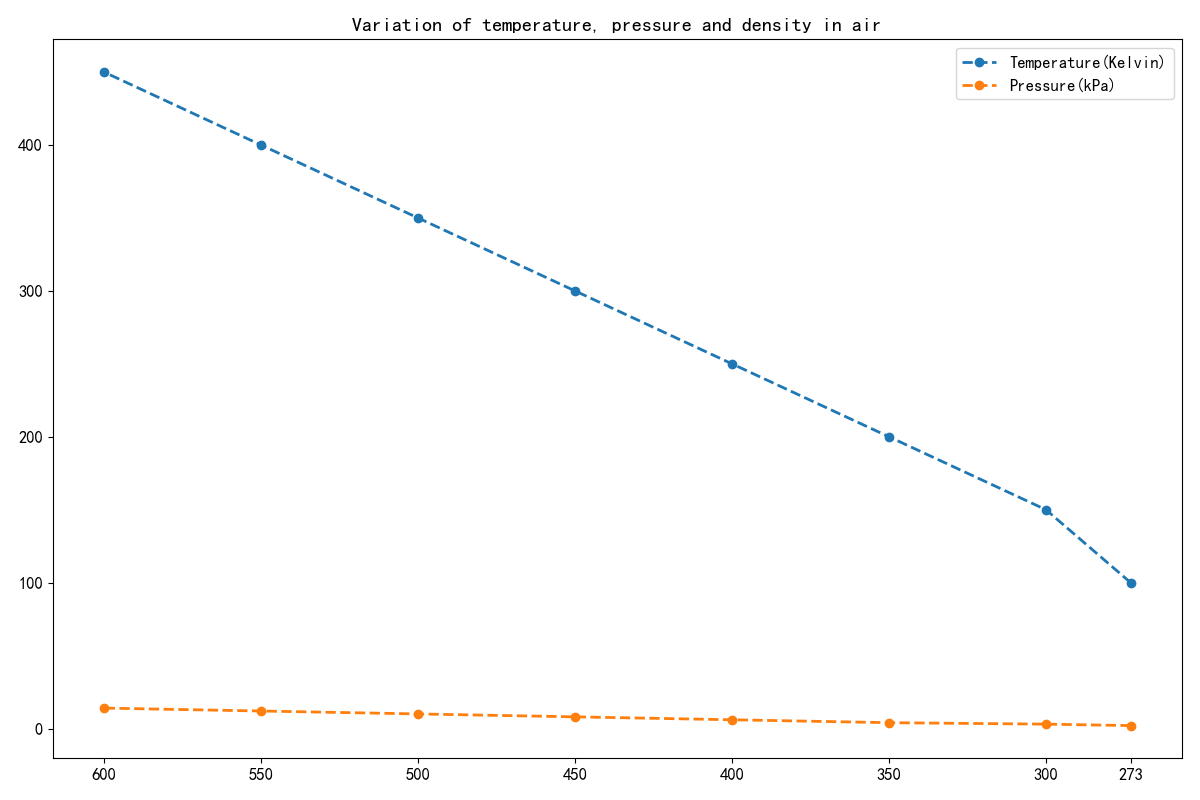 Variation of temperature, pressure and density in air
Temperature(Kelvin)
Pressure(kPa)
400
300
200
100
0
600 550 500 450 400 350 300 273